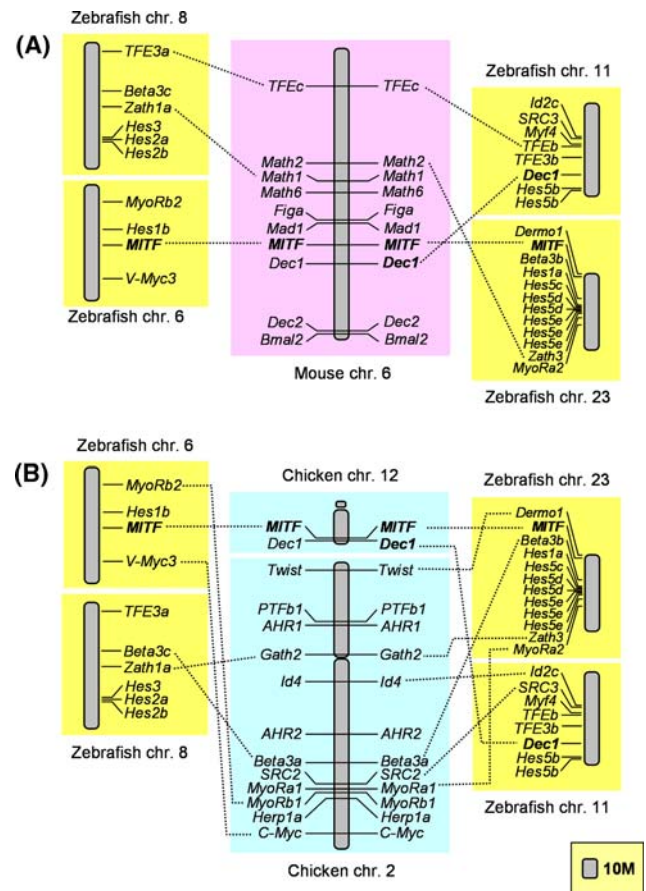 (A)
Zebrafish chr. 8
TFE3a
Beta3c
Zath1a
Hes3
Hes2a
Hes2b
MyoRb2
Hes1b
MITF
V-Myc3
Zebrafish chr. 6
TFEc
Math2
Math1
Math6
Figa
Mad1
MITF
Dec1
Dec2
Bmal2
TFEc
Math2
Math1
Math6
Figa
Mad1
MITF
Dec1
Dec2
Bmal2
Mouse chr. 6
Zebrafish chr. 11
Id2c
SRC3
Myf4
TFEb
TFE3b
Dec1
Hes5b
Hes5b
Dermo1
MITF
Beta3b
Hes1a
Hes5c
Hes5d
Hes5d
Hes5e
Hes5e
Hes5e
Zath3
MyoRa2
Zebrafish chr. 23
(B)
Zebrafish chr. 6
MyoRb2
Hes1b
MITF
V-Myc3
TFE3a
Beta3c
Zath1a
Hes3
Hes2a
Hes2b
Zebrafish chr. 8
Chicken chr. 12
MITF
Dec1
MITF
Dec1
Twist
PTFb1
AHR1
Gath2
Id4
AHR2
Beta3a
SRC2
MyoRa1
MyoRb1
Herp1a
C-Myc
Twist
PTFb1
AHR1
Gath2
Id4
AHR2
Beta3a
SRC2
MyoRa1
MyoRb1
Herp1a
C-Myc
Chicken chr. 2
Zebrafish chr. 23
Dermo1
MITF
Beta3b
Hes1a
Hes5c
Hes5d
Hes5d
Hes5e
Hes5e
Hes5e
Zath3
MyoRa2
Id2c
SRC3
Myf4
TFEb
TFE3b
Dec1
Hes5b
Hes5b
Zebrafish chr. 11
10M